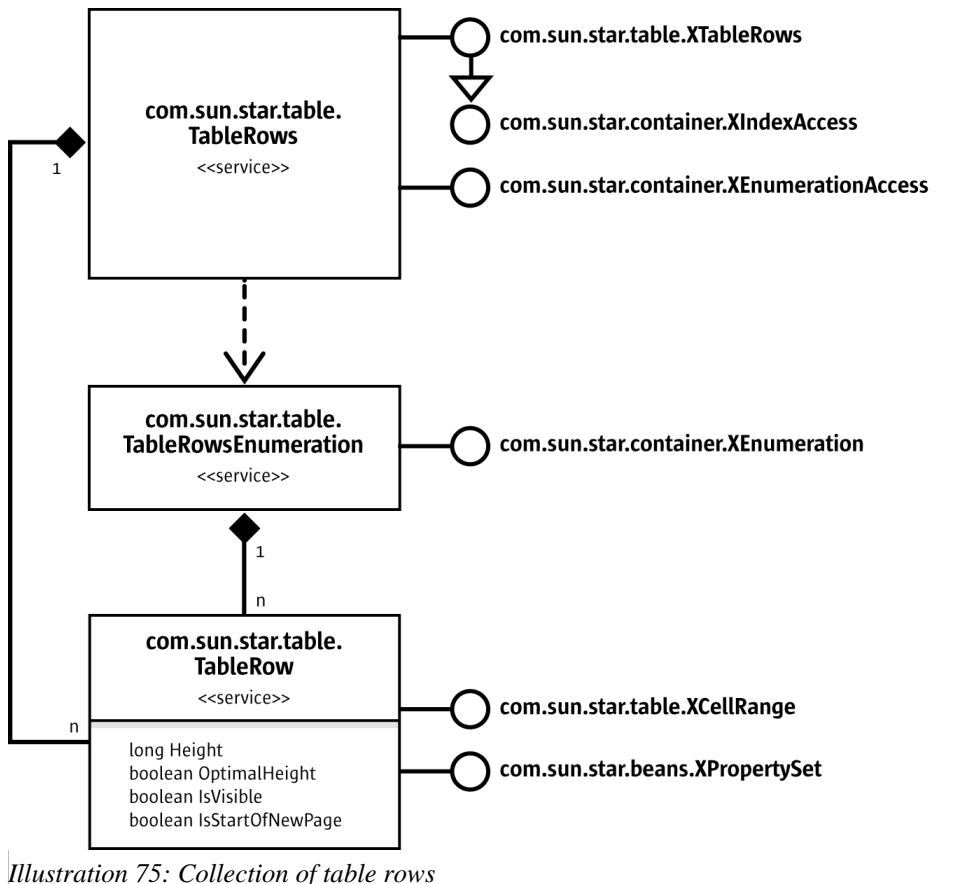 com.sun.star.table.XTableRows
com.sun.star.table.
TableRows
<<service>>
com.sun.star.container.XIndexAccess
1
com.sun.star.container.XEnumerationAccess
com.sun.star.table.
TableRowsEnumeration
<<service>>
com.sun.star.container.XEnumeration
1
n
com.sun.star.table.
TableRow
<<service>>
com.sun.star.table.XCellRange
n
long Height
boolean OptimalHeight
boolean IsVisible
boolean IsStartOfNewPage
com.sun.star.beans.XPropertySet
Illustration 75: Collection of table rows